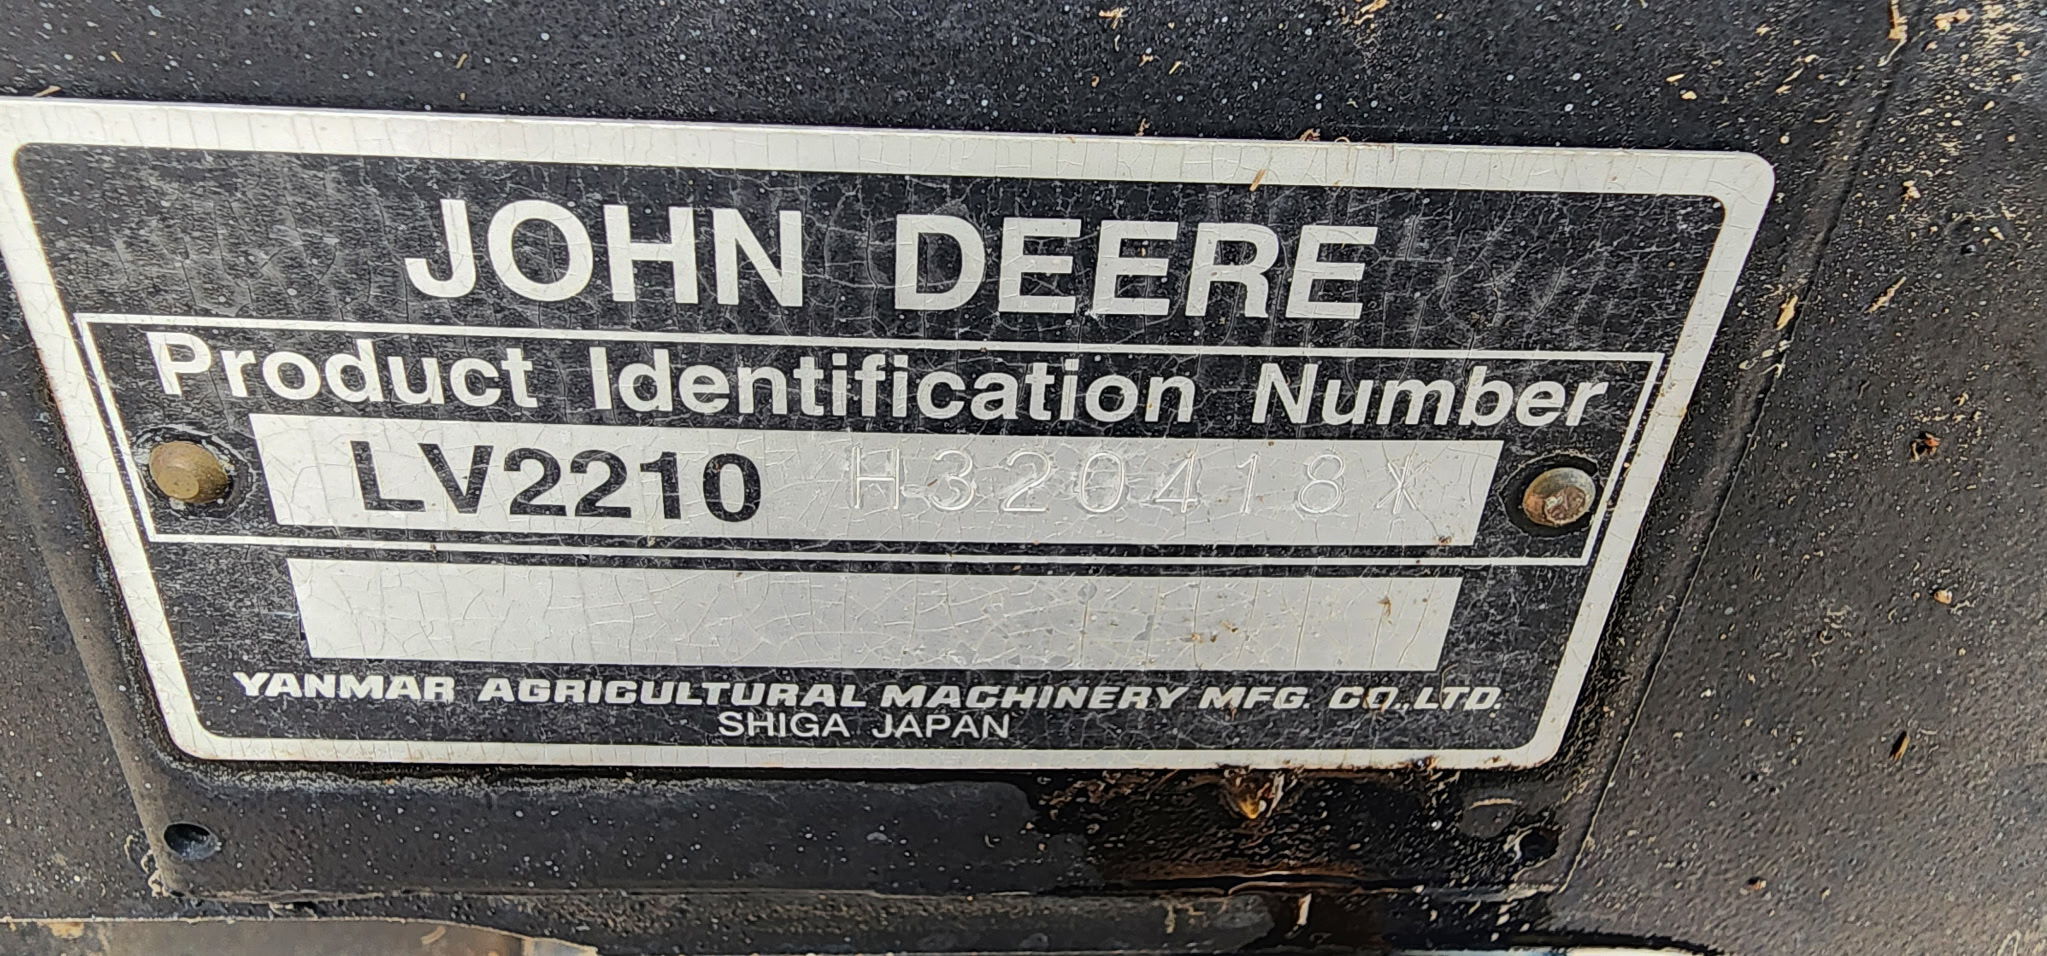 JOHN DEERE
Product Identification Number
LV2210 H320418X
YANMAR AGRICULTURAL MACHINERY MFG. CO.,LTD.
SHIGA JAPAN